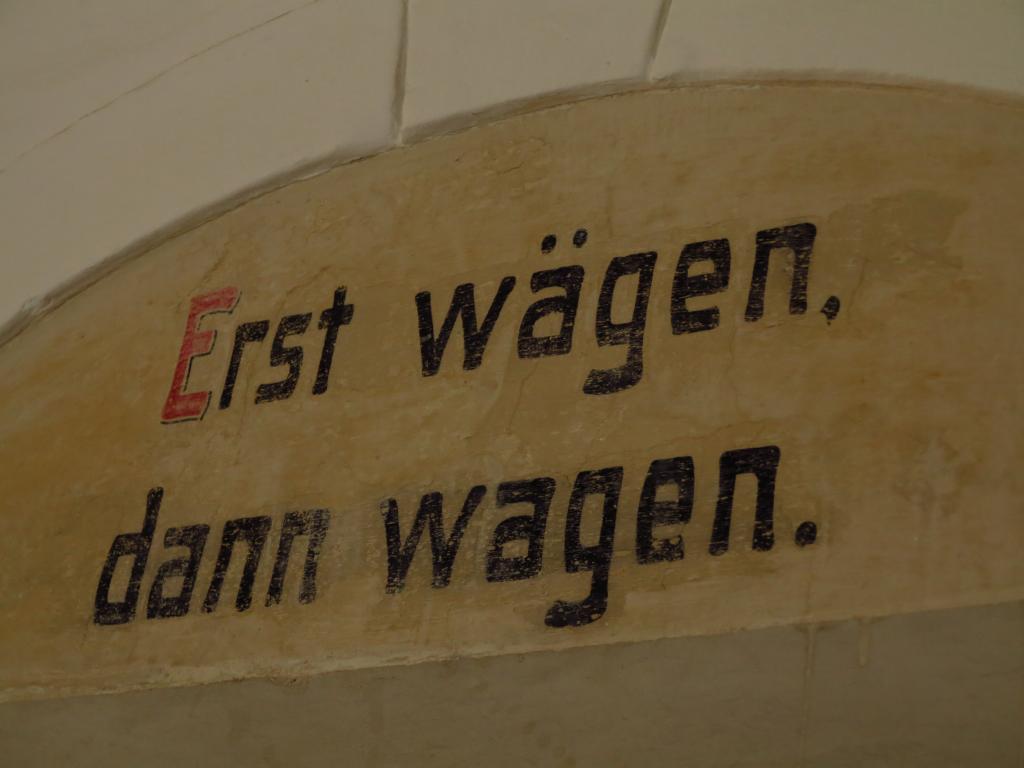 Erst wägen,
dann wagen.